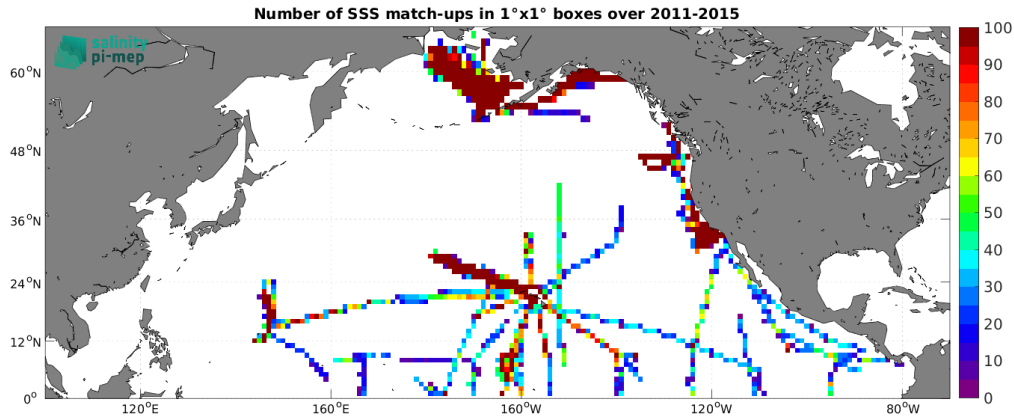 Number of SSS match-ups in 1°x1° boxes over 2011-2015
salinity
pi-mep
60°N
48°N
36°N
24°N
12°N
0°
120°E
160°E
160°W
120°W
80°W
100
90
80
70
60
50
40
30
20
10
0